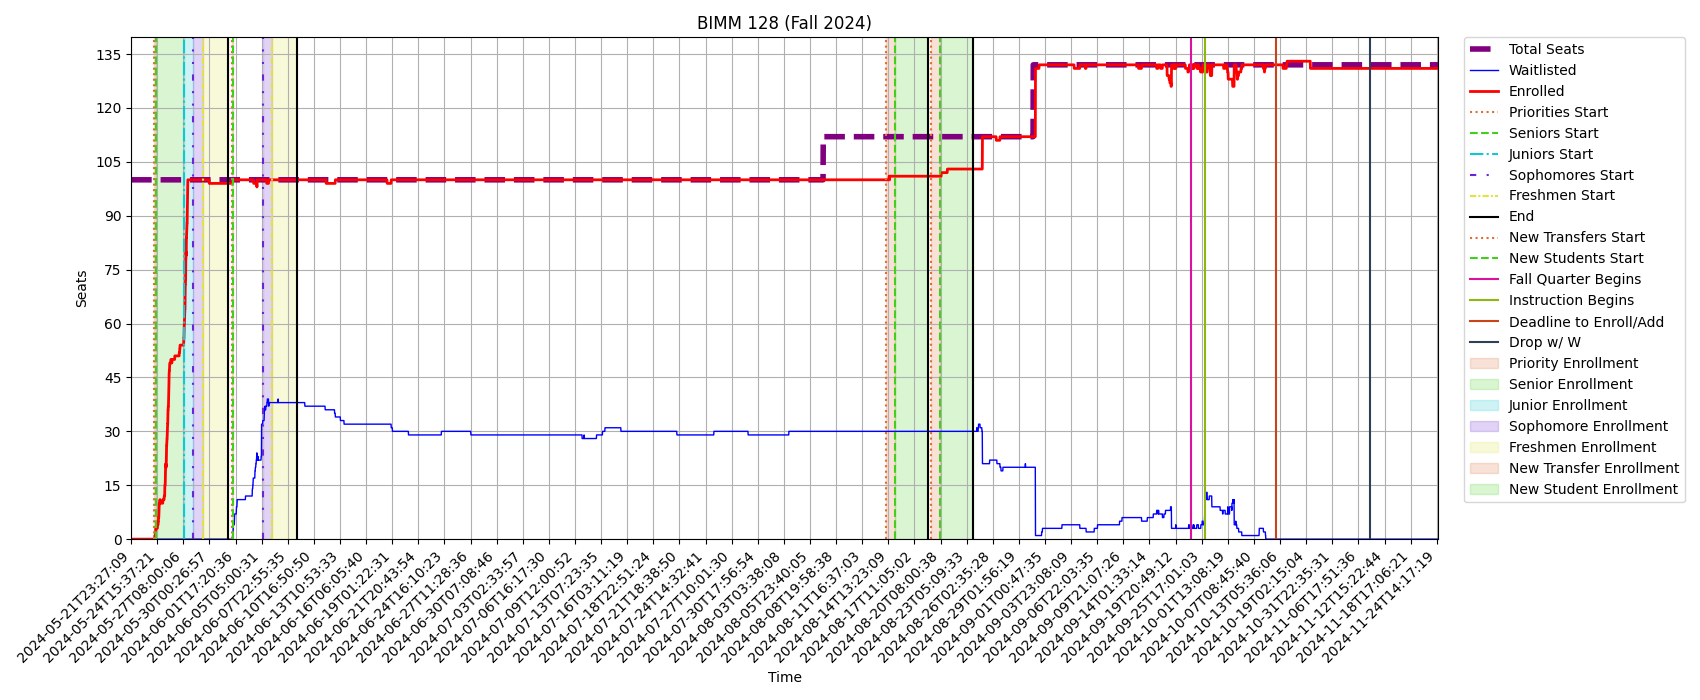 BIMM 128 (Fall 2024)
Seats
135
120
105
90
75
60
45
30
15
0
2024-05-21T23:27:09
2024-05-24T15:37:21
2024-05-27T08:00:06
2024-05-30T00:26:57
2024-06-01T17:20:36
2024-06-05T05:00:31
2024-06-07T22:55:35
2024-06-10T16:50:50
2024-06-13T10:53:33
2024-06-16T06:05:40
2024-06-19T01:22:31
2024-06-21T20:43:54
2024-06-24T16:10:23
2024-06-27T11:28:36
2024-06-30T07:08:46
2024-07-03T02:33:57
2024-07-06T16:17:30
2024-07-09T12:00:52
2024-07-13T07:23:35
2024-07-16T03:11:19
2024-07-18T22:51:24
2024-07-21T18:38:50
2024-07-24T14:32:41
2024-07-27T10:01:30
2024-07-30T17:56:54
2024-08-03T03:38:08
2024-08-05T23:40:05
2024-08-08T19:58:38
2024-08-11T16:37:03
2024-08-14T13:23:09
2024-08-17T11:05:02
2024-08-20T08:00:38
2024-08-23T05:09:33
2024-08-26T02:35:28
2024-08-29T01:56:19
2024-09-01T00:47:35
2024-09-03T23:08:09
2024-09-06T22:03:35
2024-09-09T21:07:26
2024-09-14T01:33:14
2024-09-19T20:49:12
2024-09-25T17:01:03
2024-10-01T13:08:19
2024-10-07T08:45:40
2024-10-13T05:36:06
2024-10-19T02:15:04
2024-10-31T22:35:31
2024-11-06T17:51:36
2024-11-12T15:22:44
2024-11-18T17:06:21
2024-11-24T14:17:19
Time
Total Seats
Waitlisted
Enrolled
Priorities Start
Seniors Start
Juniors Start
Sophomores Start
Freshmen Start
End
New Transfers Start
New Students Start
Fall Quarter Begins
Instruction Begins
Deadline to Enroll/Add
Drop w/ W
Priority Enrollment
Senior Enrollment
Junior Enrollment
Sophomore Enrollment
Freshmen Enrollment
New Transfer Enrollment
New Student Enrollment